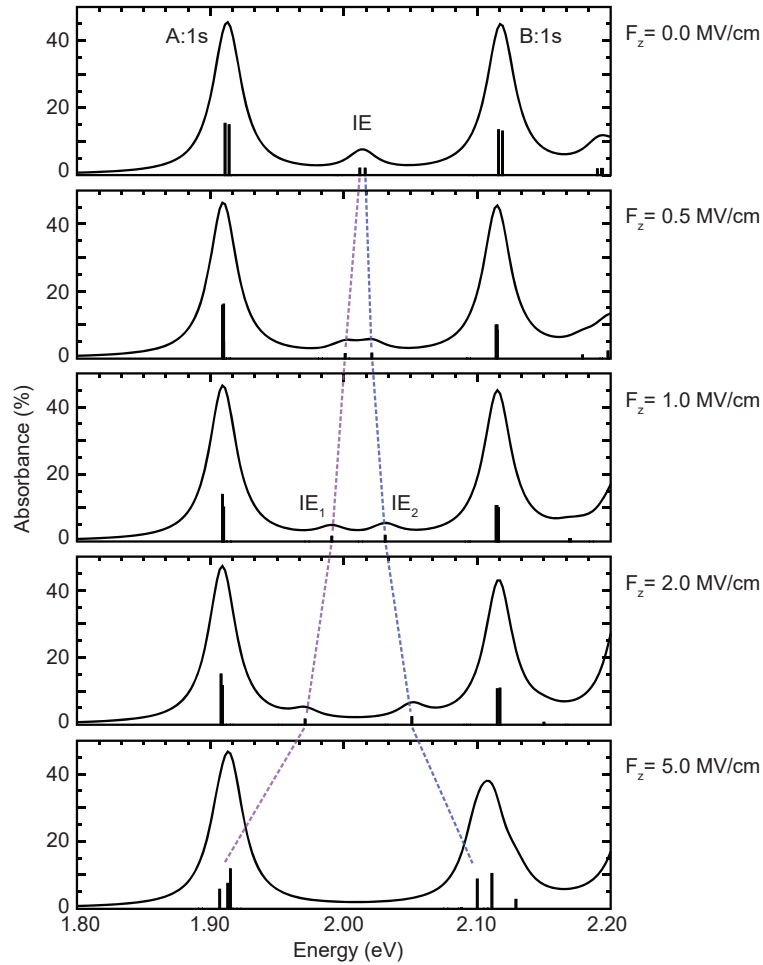 40
20
0
A:1s
IE
B:1s
F_z= 0.0 MV/cm
40
20
0
F_z= 0.5 MV/cm
40
20
0
IE_1
IE_2
F_z= 1.0 MV/cm
40
20
0
F_z= 2.0 MV/cm
40
20
0
F_z= 5.0 MV/cm
Absorbance (%)
1.80 1.90 2.00 2.10 2.20
Energy (eV)